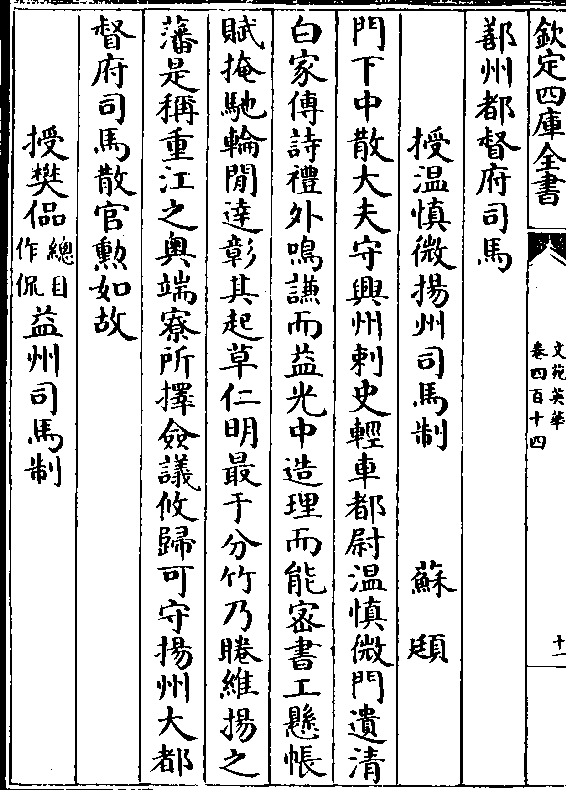 欽定四庫全書
文苑英華
卷四百十四
十一
鄯州都督府司馬
授温慎微揚州司馬制　蘇頲
門下中散大夫守興州刺史輕車都尉温慎微門遺清
白家傳詩禮外鳴謙而益光中造理而能密書工懸帳
賦掩馳輪閒達彰其起草仁明最于分竹乃睠維揚之
藩是稱重江之奥端寮所擇僉議攸歸可守揚州大都
督府司馬散官勲如故
授樊偘總目作侃益州司馬制